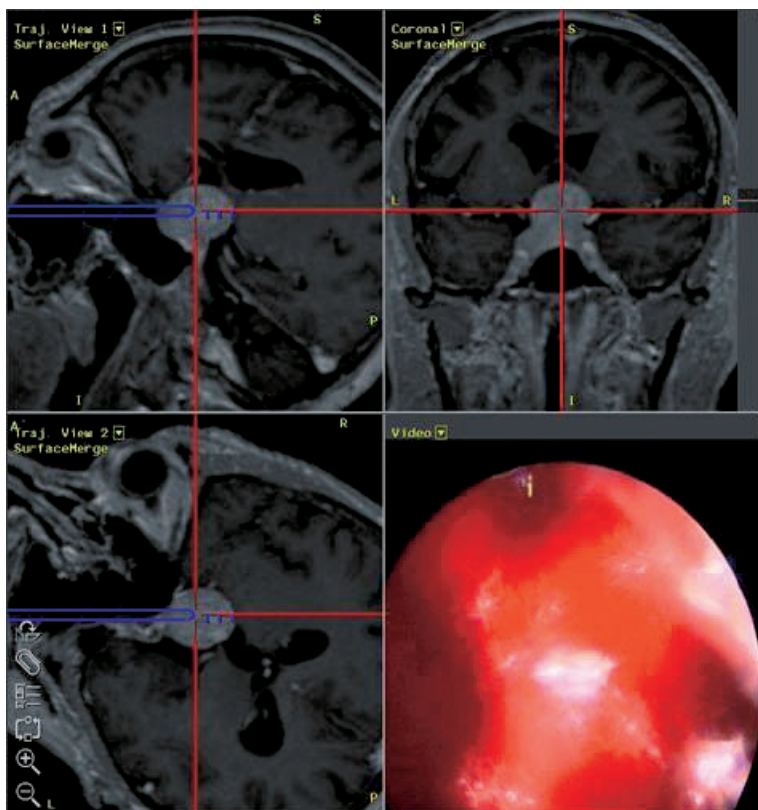 Traj. View 1
SurfaceMerge
S
A
P
I
Coronal
SurfaceMerge
S
L
R
I
Traj. View 2
SurfaceMerge
A
R
L
P
Video